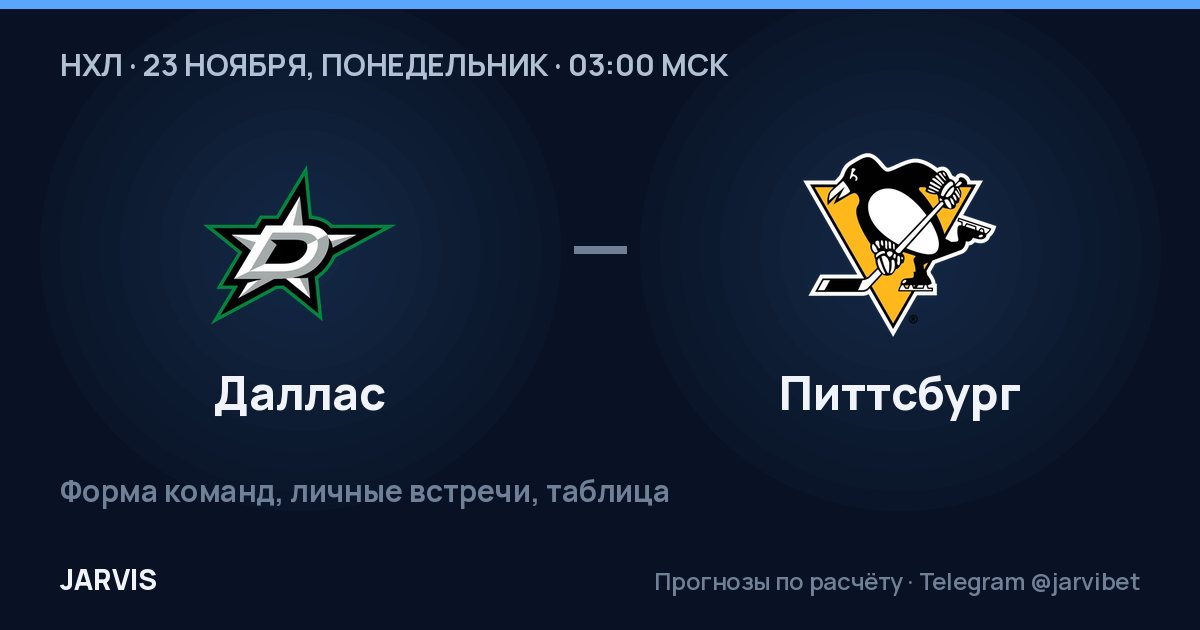 НХЛ · 23 НОЯБРЯ, ПОНЕДЕЛЬНИК · 03:00 МСК
D
—
®
Даллас
Питтсбург
Форма команд, личные встречи, таблица
JARVIS
Прогнозы по расчёту · Telegram @jarvibet